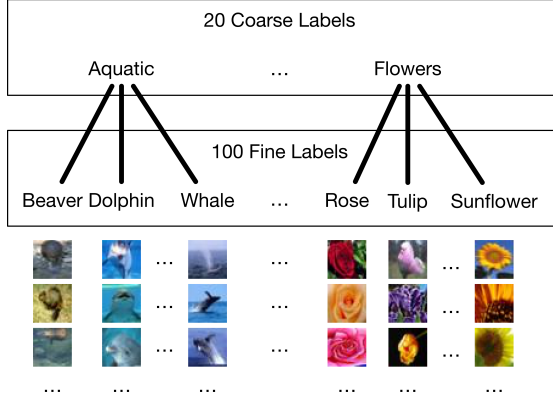 20 Coarse Labels
Aquatic ... Flowers
100 Fine Labels
Beaver Dolphin Whale ... Rose Tulip Sunflower
... ... ...
... ... ...
... ... ...
... ... ... ... ... ...